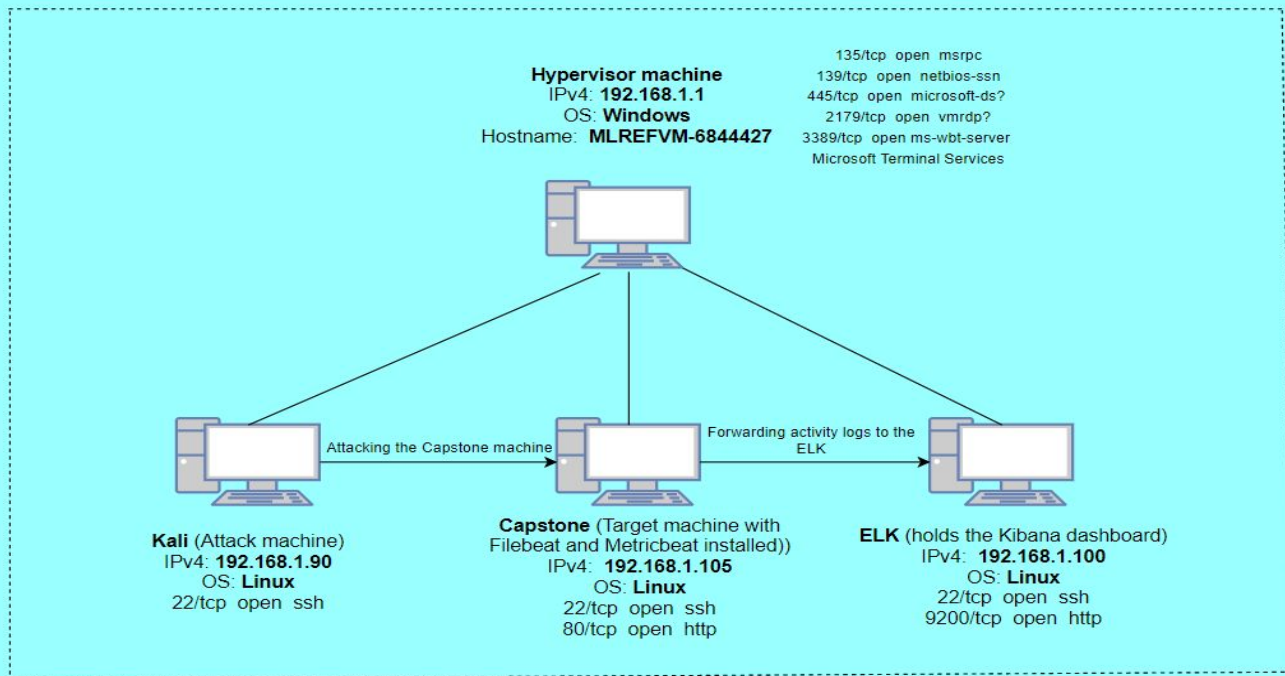 Hypervisor machine
IPv4: 192.168.1.1
OS: Windows
Hostname: MLREFVM-6844427
135/tcp open msrpc
139/tcp open netbios-ssn
445/tcp open microsoft-ds?
2179/tcp open vmrdp?
3389/tcp open ms-wbt-server
Microsoft Terminal Services
Attacking the Capstone machine
Forwarding activity logs to the
ELK
Kali (Attack machine)
IPv4: 192.168.1.90
OS: Linux
22/tcp open ssh
Capstone (Target machine with
Filebeat and Metricbeat installed))
IPv4: 192.168.1.105
OS: Linux
22/tcp open ssh
80/tcp open http
ELK (holds the Kibana dashboard)
IPv4: 192.168.1.100
OS: Linux
22/tcp open ssh
9200/tcp open http